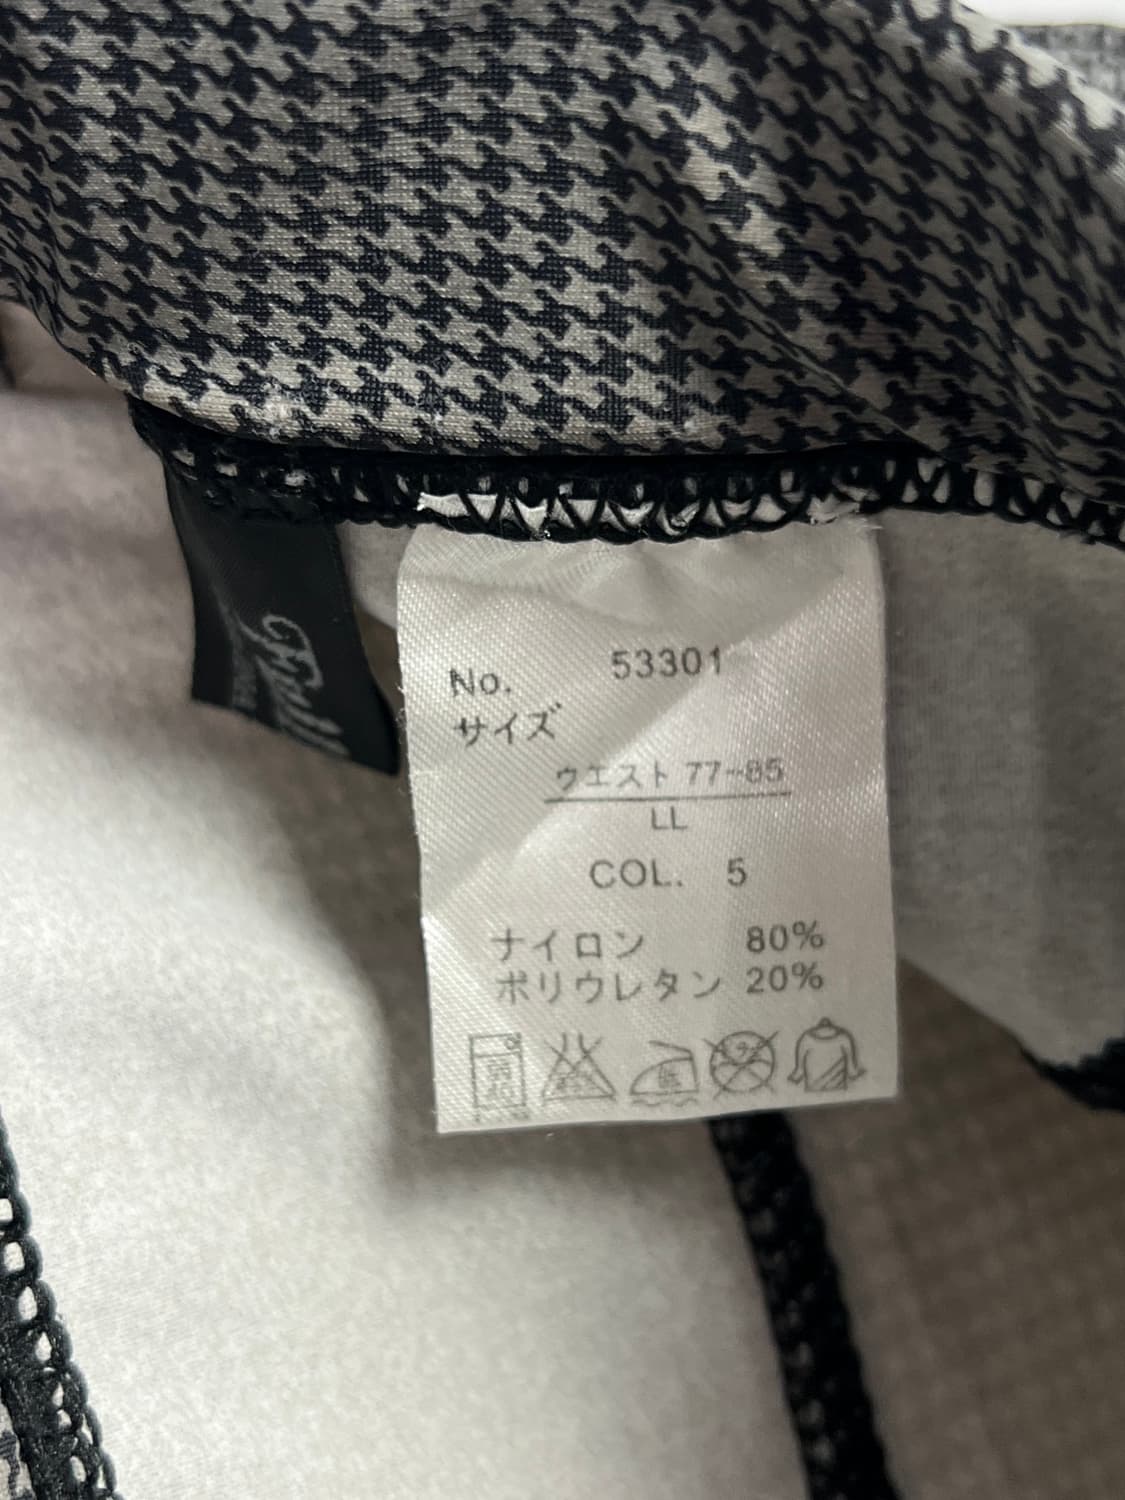 No. 53301
サイズ
ウエスト 77-85
LL
COL. 5
ナイロン 80%
ポリウレタン 20%